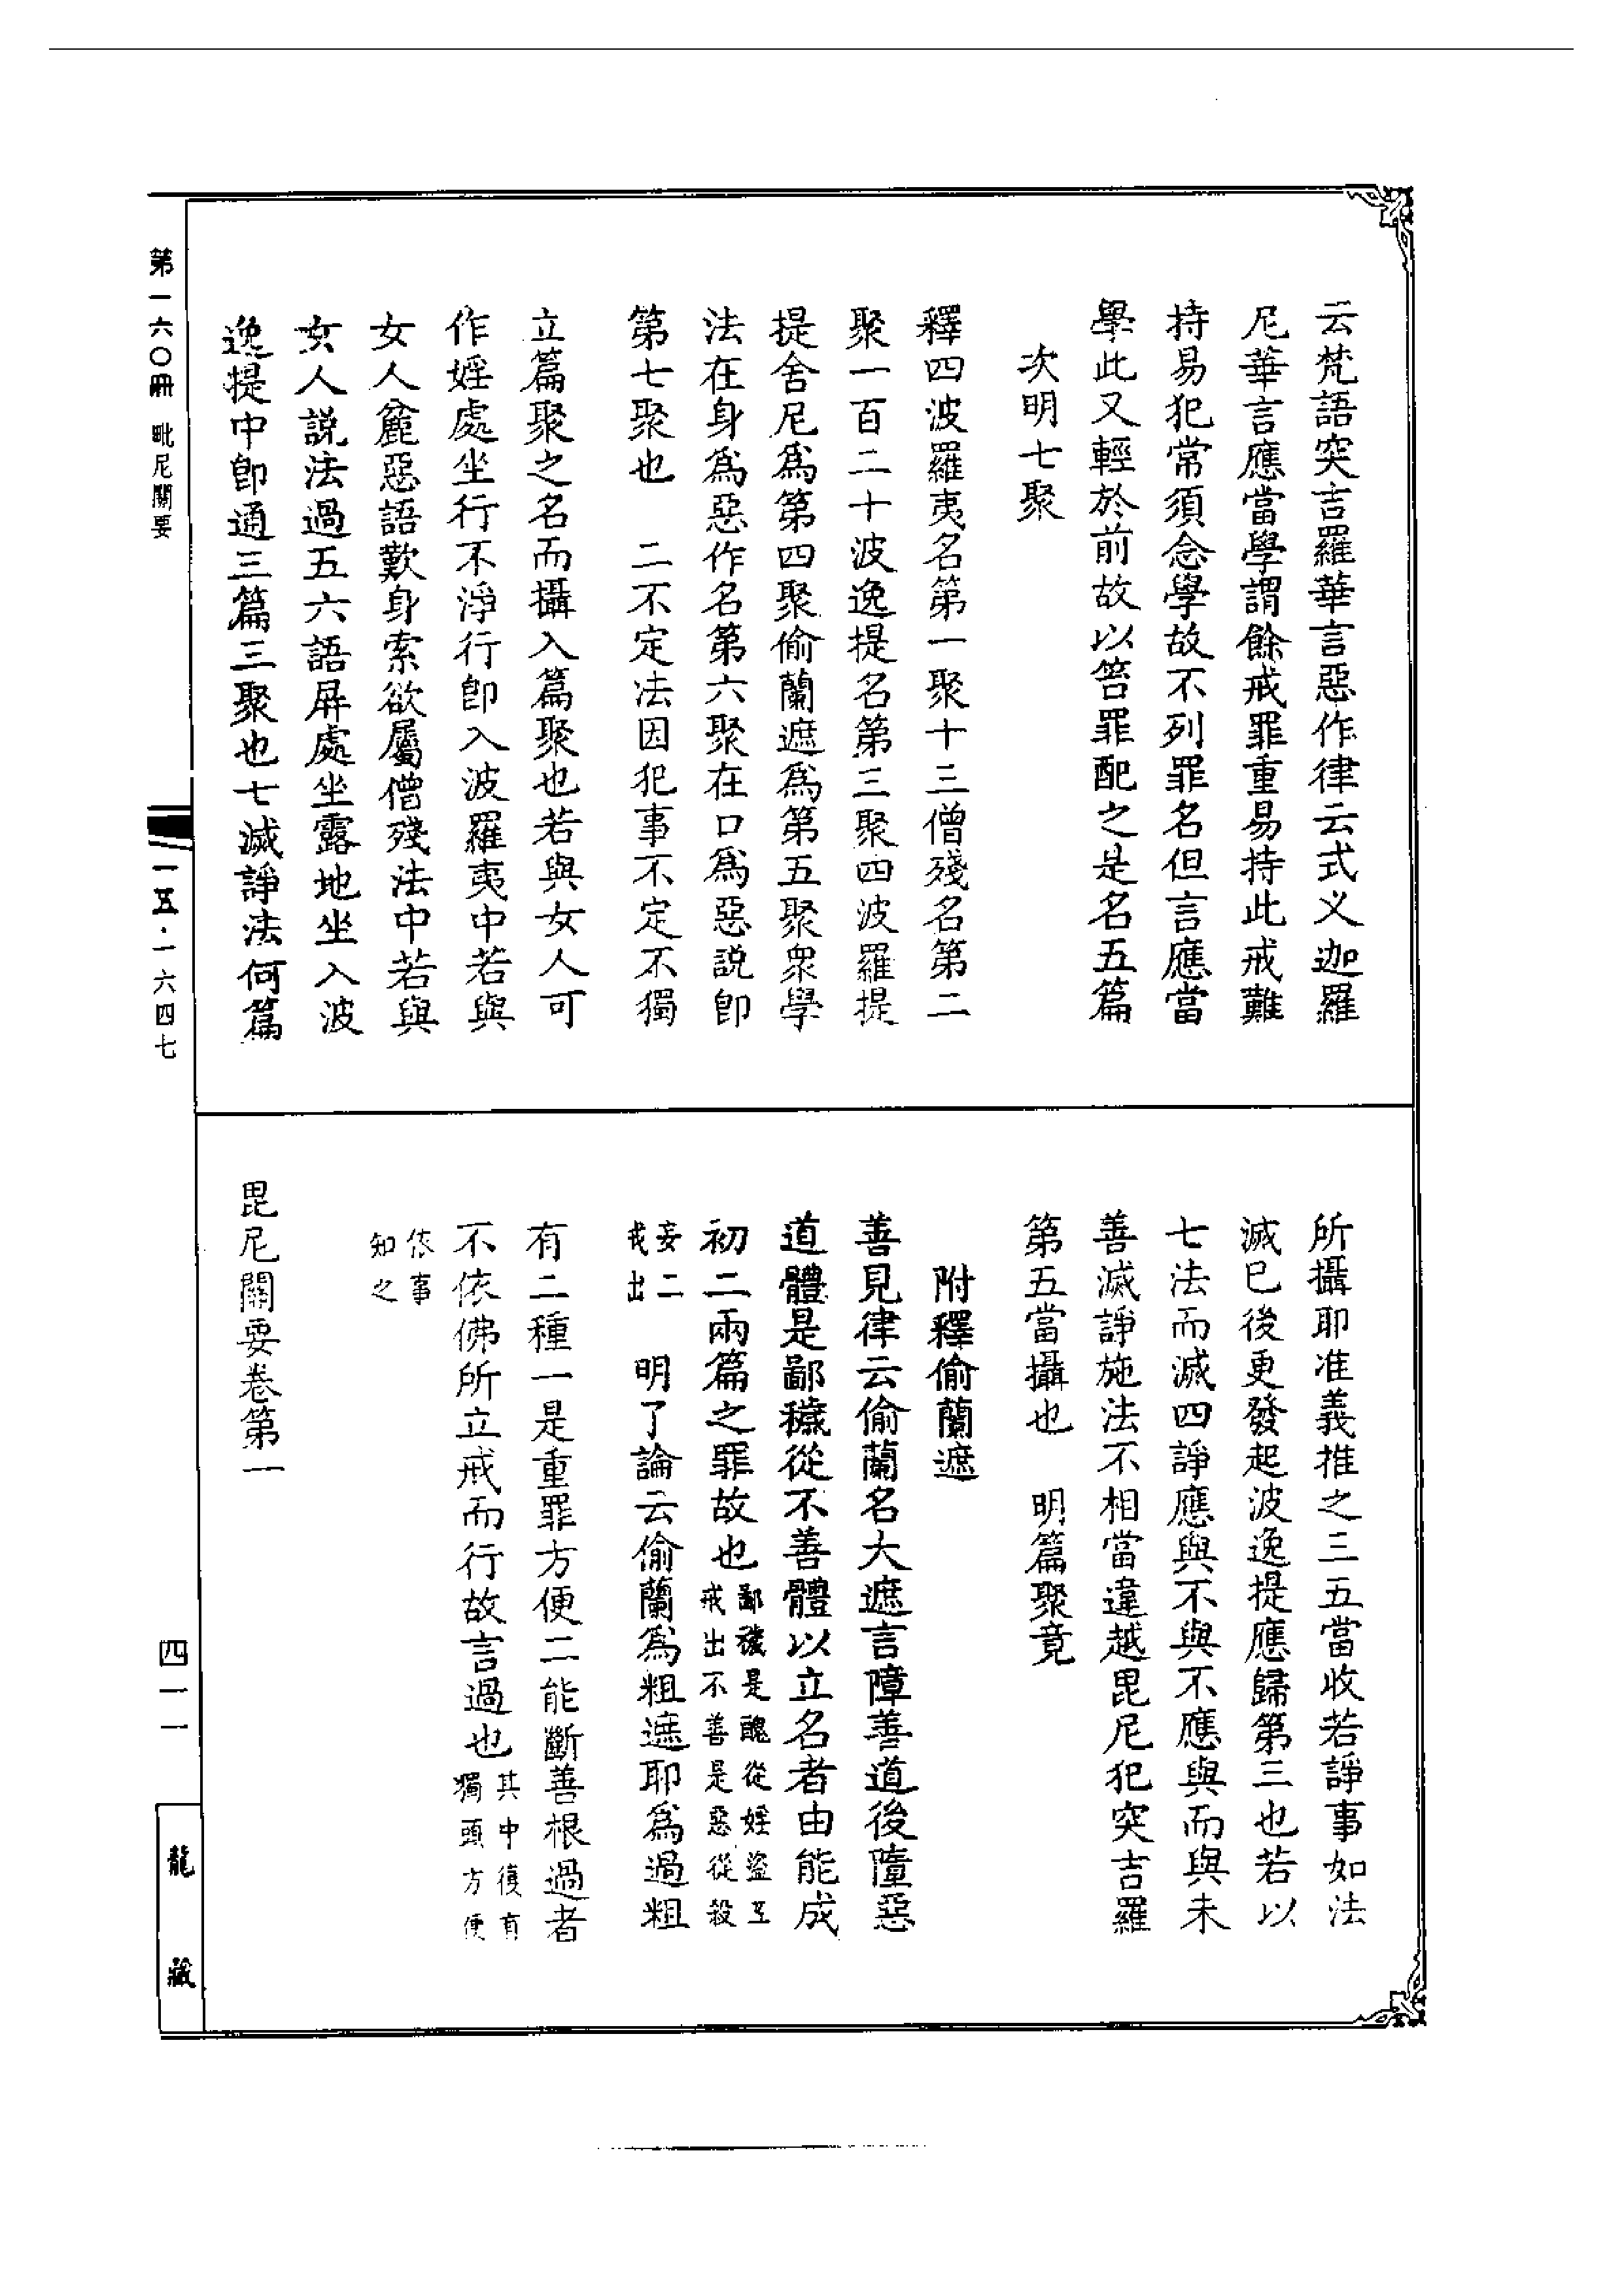 云梵語突吉羅華言惡作律云式义迦羅
尼華言應當學謂餘戒罪重易持此戒難
持易犯常須念學故不列罪名但言應當
學此又輕於前故以笞罪配之是名五篇
次明七聚
釋四波羅夷名第一聚十三僧殘名第二
聚一百二十波逸提名第三聚四波羅提
提舍尼爲第四聚偷蘭遮爲第五聚眾學
法在身爲惡作名第六聚在口爲惡説即
第七聚也　二不定法因犯事不定不獨
立篇聚之名而攝入篇聚也若與女人可
作婬處坐行不淨行即入波羅夷中若與
女人麤惡語歎身索欲屬僧殘法中若與
女人説法過五六語屏處坐露地坐入波
逸提中即通三篇三聚也七滅諍法何篇
所攝耶准義推之三五當收若諍事如法
滅已後更發起波逸提應歸第三也若以
七法而滅四諍應與不與不應與而與未
善滅諍施法不相當違越毘尼犯突吉羅
第五當攝也　明篇聚竟
附釋偷蘭遮
善見律云偷蘭名大遮言障善道後墮惡
道體是鄙穢從不善體以立名者由能成
初二兩篇之罪故也鄙穢是醜從婬盜二戒出不善是惡從殺
妄二戒出　明了論云偷蘭爲粗遮耶爲過粗
有二種一是重罪方便二能斷善根過者
不依佛所立戒而行故言過也其中復有獨頭方便
依事知之
毘尼關要卷第一
第一六〇冊　毗尼關要
一五·一六四七
四一一
龍藏